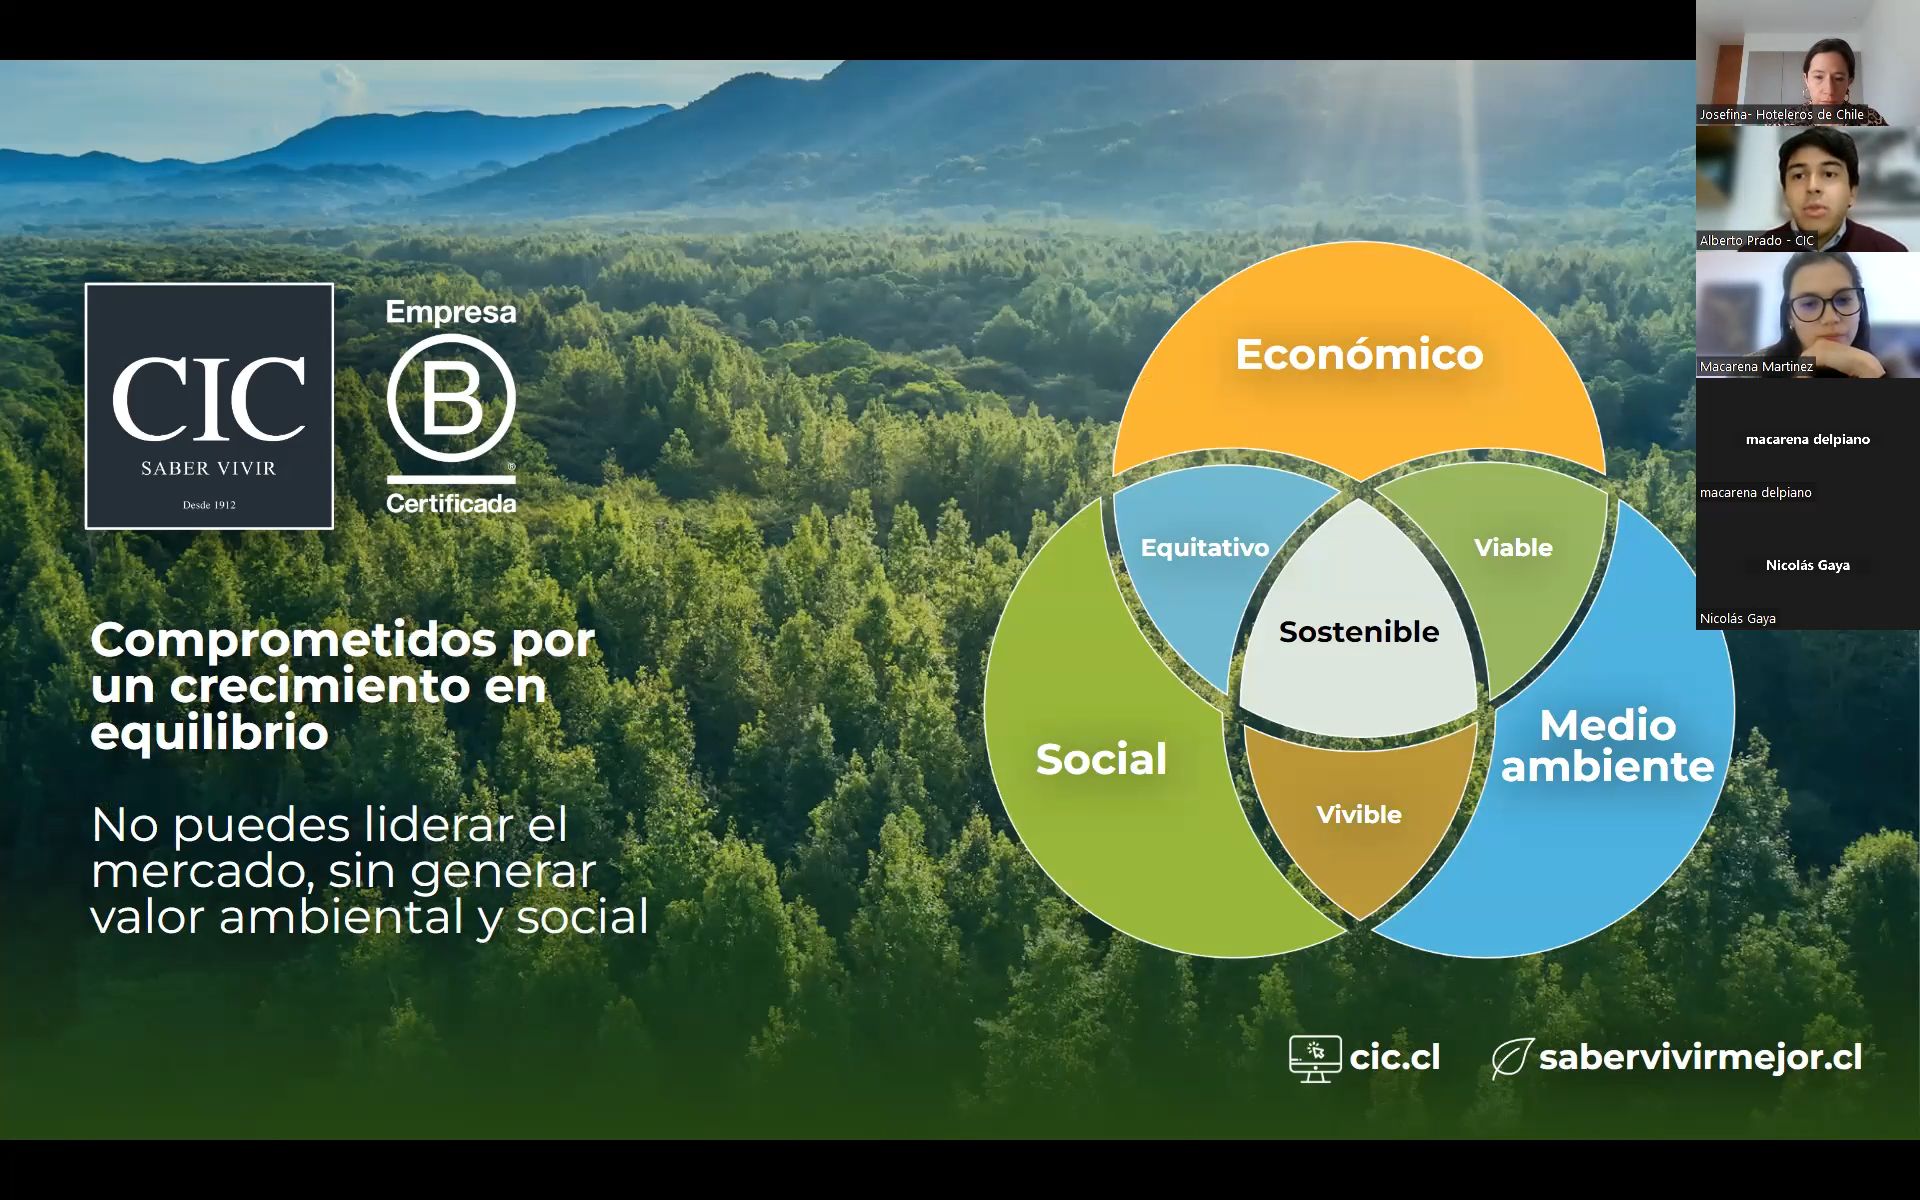 CIC
SABER VIVIR
Desde 1912
Empresa
B
®
Certificada
Comprometidos por
un crecimiento en
equilibrio
No puedes liderar el
mercado, sin generar
valor ambiental y social
Económico
Equitativo
Viable
Sostenible
Social
Medio
ambiente
Vivible
cic.cl
sabervivirmejor.cl
Josefina- Hoteleros de Chile
Alberto Prado - CIC
Macarena Martinez
macarena delpiano
macarena delpiano
Nicolás Gaya
Nicolás Gaya